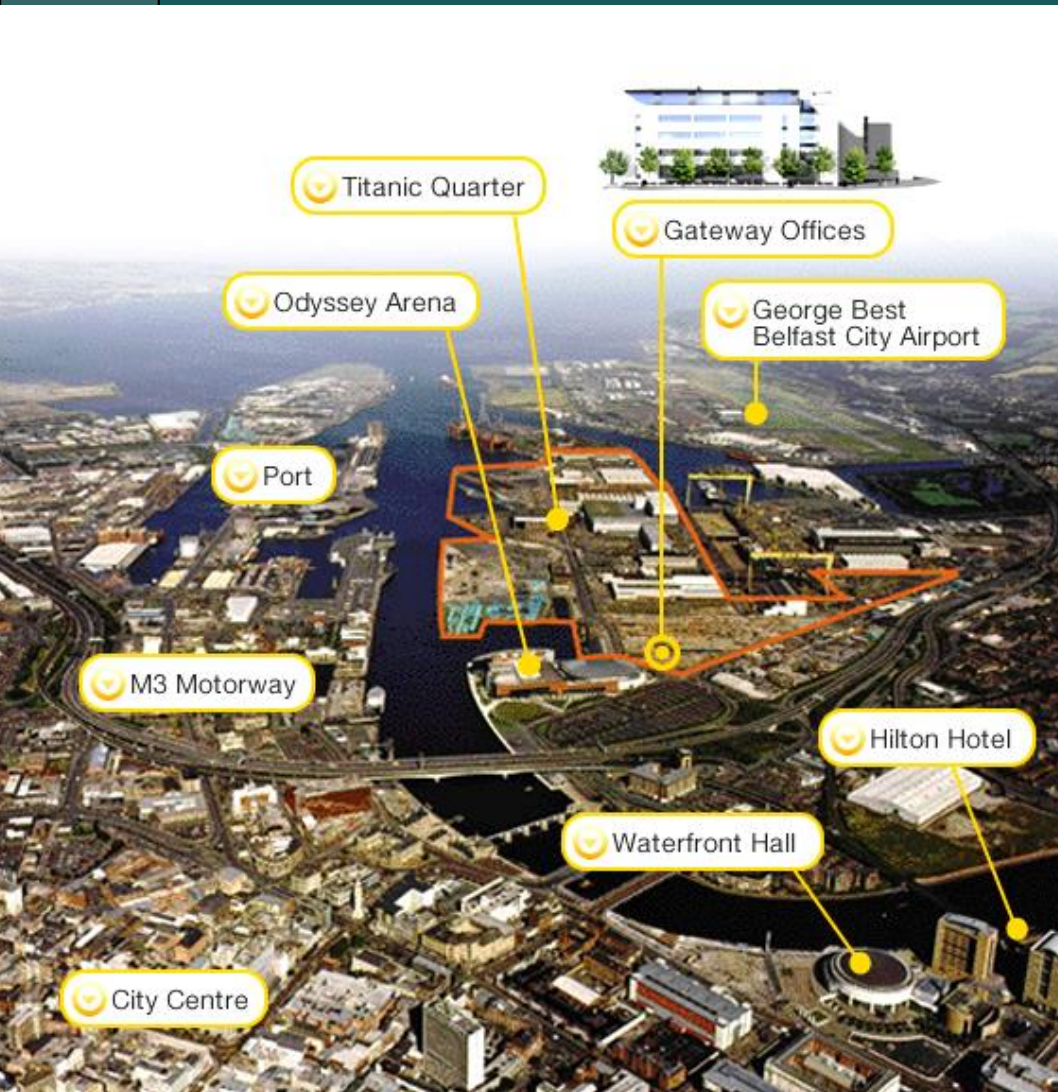 Titanic Quarter
Gateway Offices
Odyssey Arena
George Best
Belfast City Airport
Port
M3 Motorway
Hilton Hotel
Waterfront Hall
City Centre